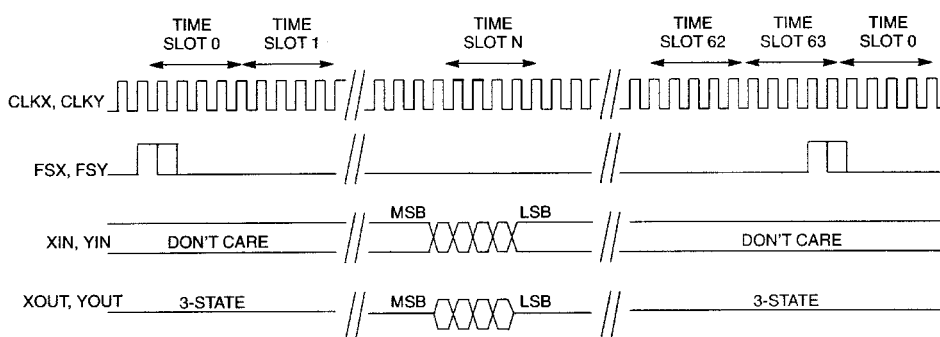 TIME SLOT 0
TIME SLOT 1
TIME SLOT N
TIME SLOT 62
TIME SLOT 63
TIME SLOT 0
CLKX, CLKY
FSX, FSY
MSB
LSB
XIN, YIN
DON'T CARE
DON'T CARE
XOUT, YOUT
3-STATE
MSB
LSB
3-STATE